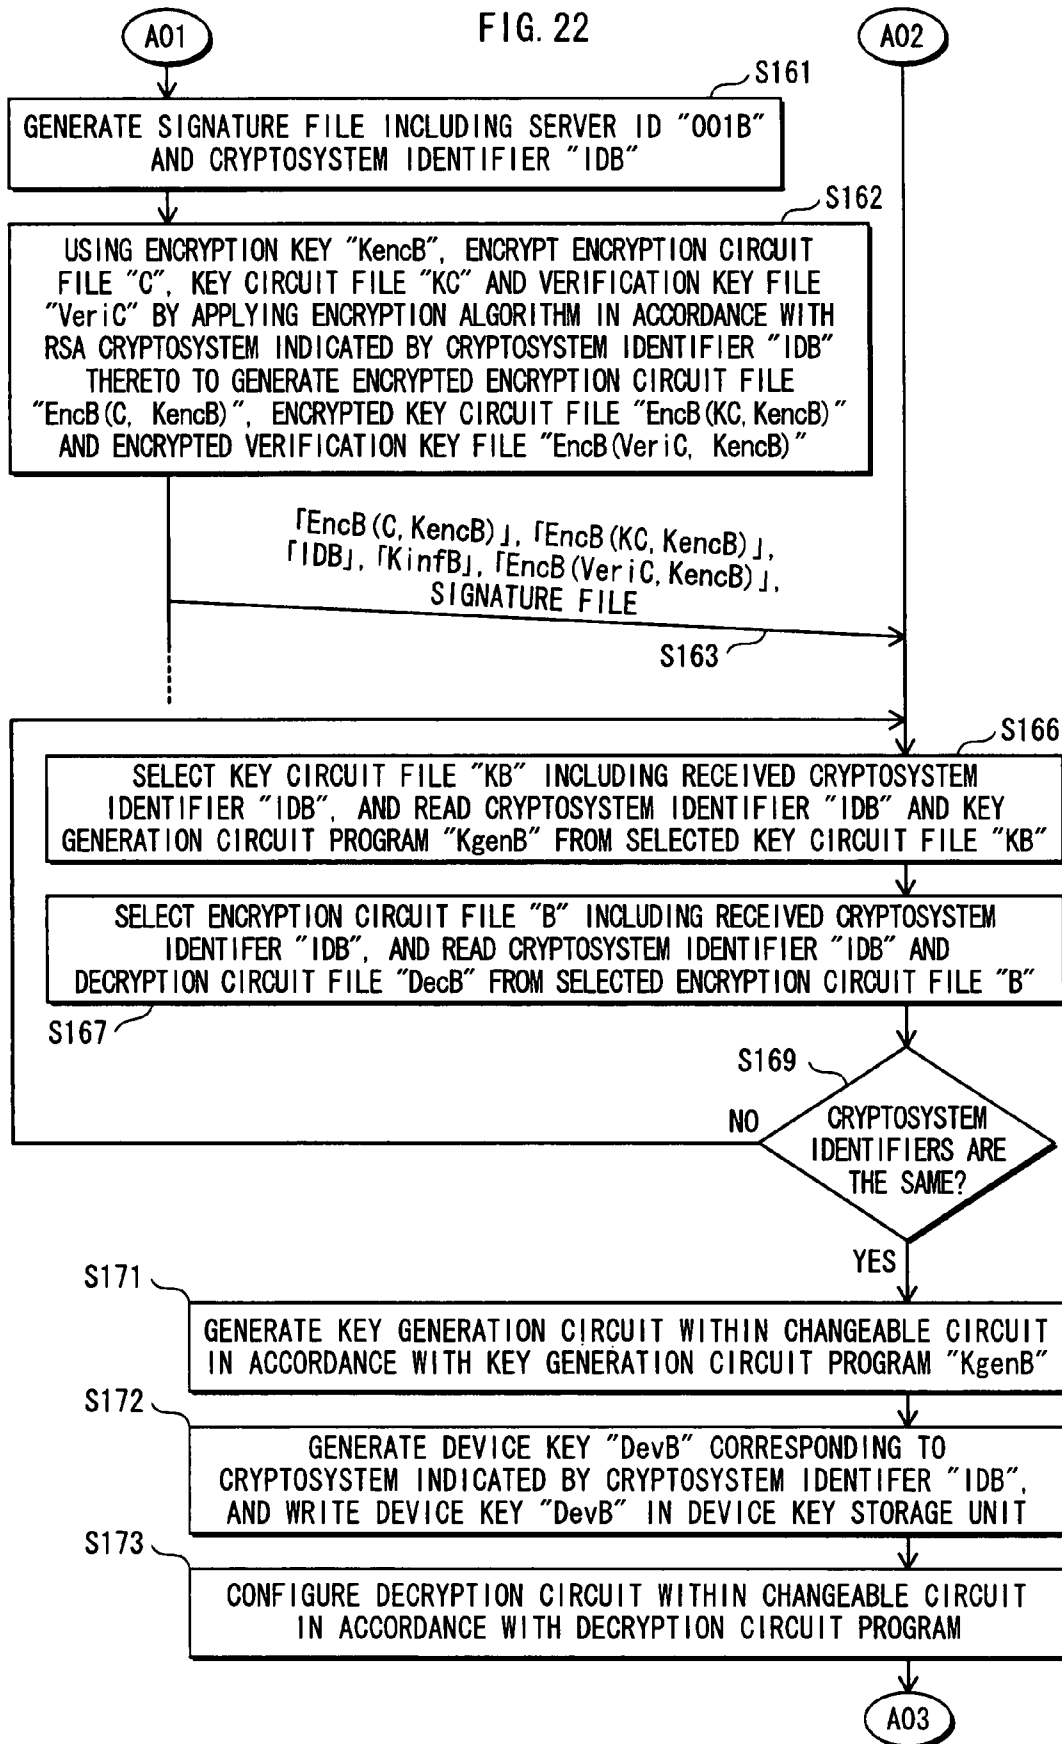 FIG. 22
A01
A02
S161
GENERATE SIGNATURE FILE INCLUDING SERVER ID "001B"
AND CRYPTOSYSTEM IDENTIFIER "IDB"
S162
USING ENCRYPTION KEY "KencB", ENCRYPT ENCRYPTION CIRCUIT
FILE "C", KEY CIRCUIT FILE "KC" AND VERIFICATION KEY FILE
"VeriC" BY APPLYING ENCRYPTION ALGORITHM IN ACCORDANCE WITH
RSA CRYPTOSYSTEM INDICATED BY CRYPTOSYSTEM IDENTIFIER "IDB"
THERETO TO GENERATE ENCRYPTED ENCRYPTION CIRCUIT FILE
"EncB(C, KencB)", ENCRYPTED KEY CIRCUIT FILE "EncB(KC, KencB)"
AND ENCRYPTED VERIFICATION KEY FILE "EncB(VeriC, KencB)"
「EncB(C, KencB)」, 「EncB(KC, KencB)」,
「IDB」, 「KinfB」, 「EncB(VeriC, KencB)」,
SIGNATURE FILE
S163
S166
SELECT KEY CIRCUIT FILE "KB" INCLUDING RECEIVED CRYPTOSYSTEM
IDENTIFIER "IDB", AND READ CRYPTOSYSTEM IDENTIFIER "IDB" AND KEY
GENERATION CIRCUIT PROGRAM "KgenB" FROM SELECTED KEY CIRCUIT FILE "KB"
SELECT ENCRYPTION CIRCUIT FILE "B" INCLUDING RECEIVED CRYPTOSYSTEM
IDENTIFER "IDB", AND READ CRYPTOSYSTEM IDENTIFIER "IDB" AND
DECRYPTION CIRCUIT FILE "DecB" FROM SELECTED ENCRYPTION CIRCUIT FILE "B"
S167
S169
NO
CRYPTOSYSTEM
IDENTIFIERS ARE
THE SAME?
YES
S171
GENERATE KEY GENERATION CIRCUIT WITHIN CHANGEABLE CIRCUIT
IN ACCORDANCE WITH KEY GENERATION CIRCUIT PROGRAM "KgenB"
S172
GENERATE DEVICE KEY "DevB" CORRESPONDING TO
CRYPTOSYSTEM INDICATED BY CRYPTOSYSTEM IDENTIFER "IDB",
AND WRITE DEVICE KEY "DevB" IN DEVICE KEY STORAGE UNIT
S173
CONFIGURE DECRYPTION CIRCUIT WITHIN CHANGEABLE CIRCUIT
IN ACCORDANCE WITH DECRYPTION CIRCUIT PROGRAM
A03